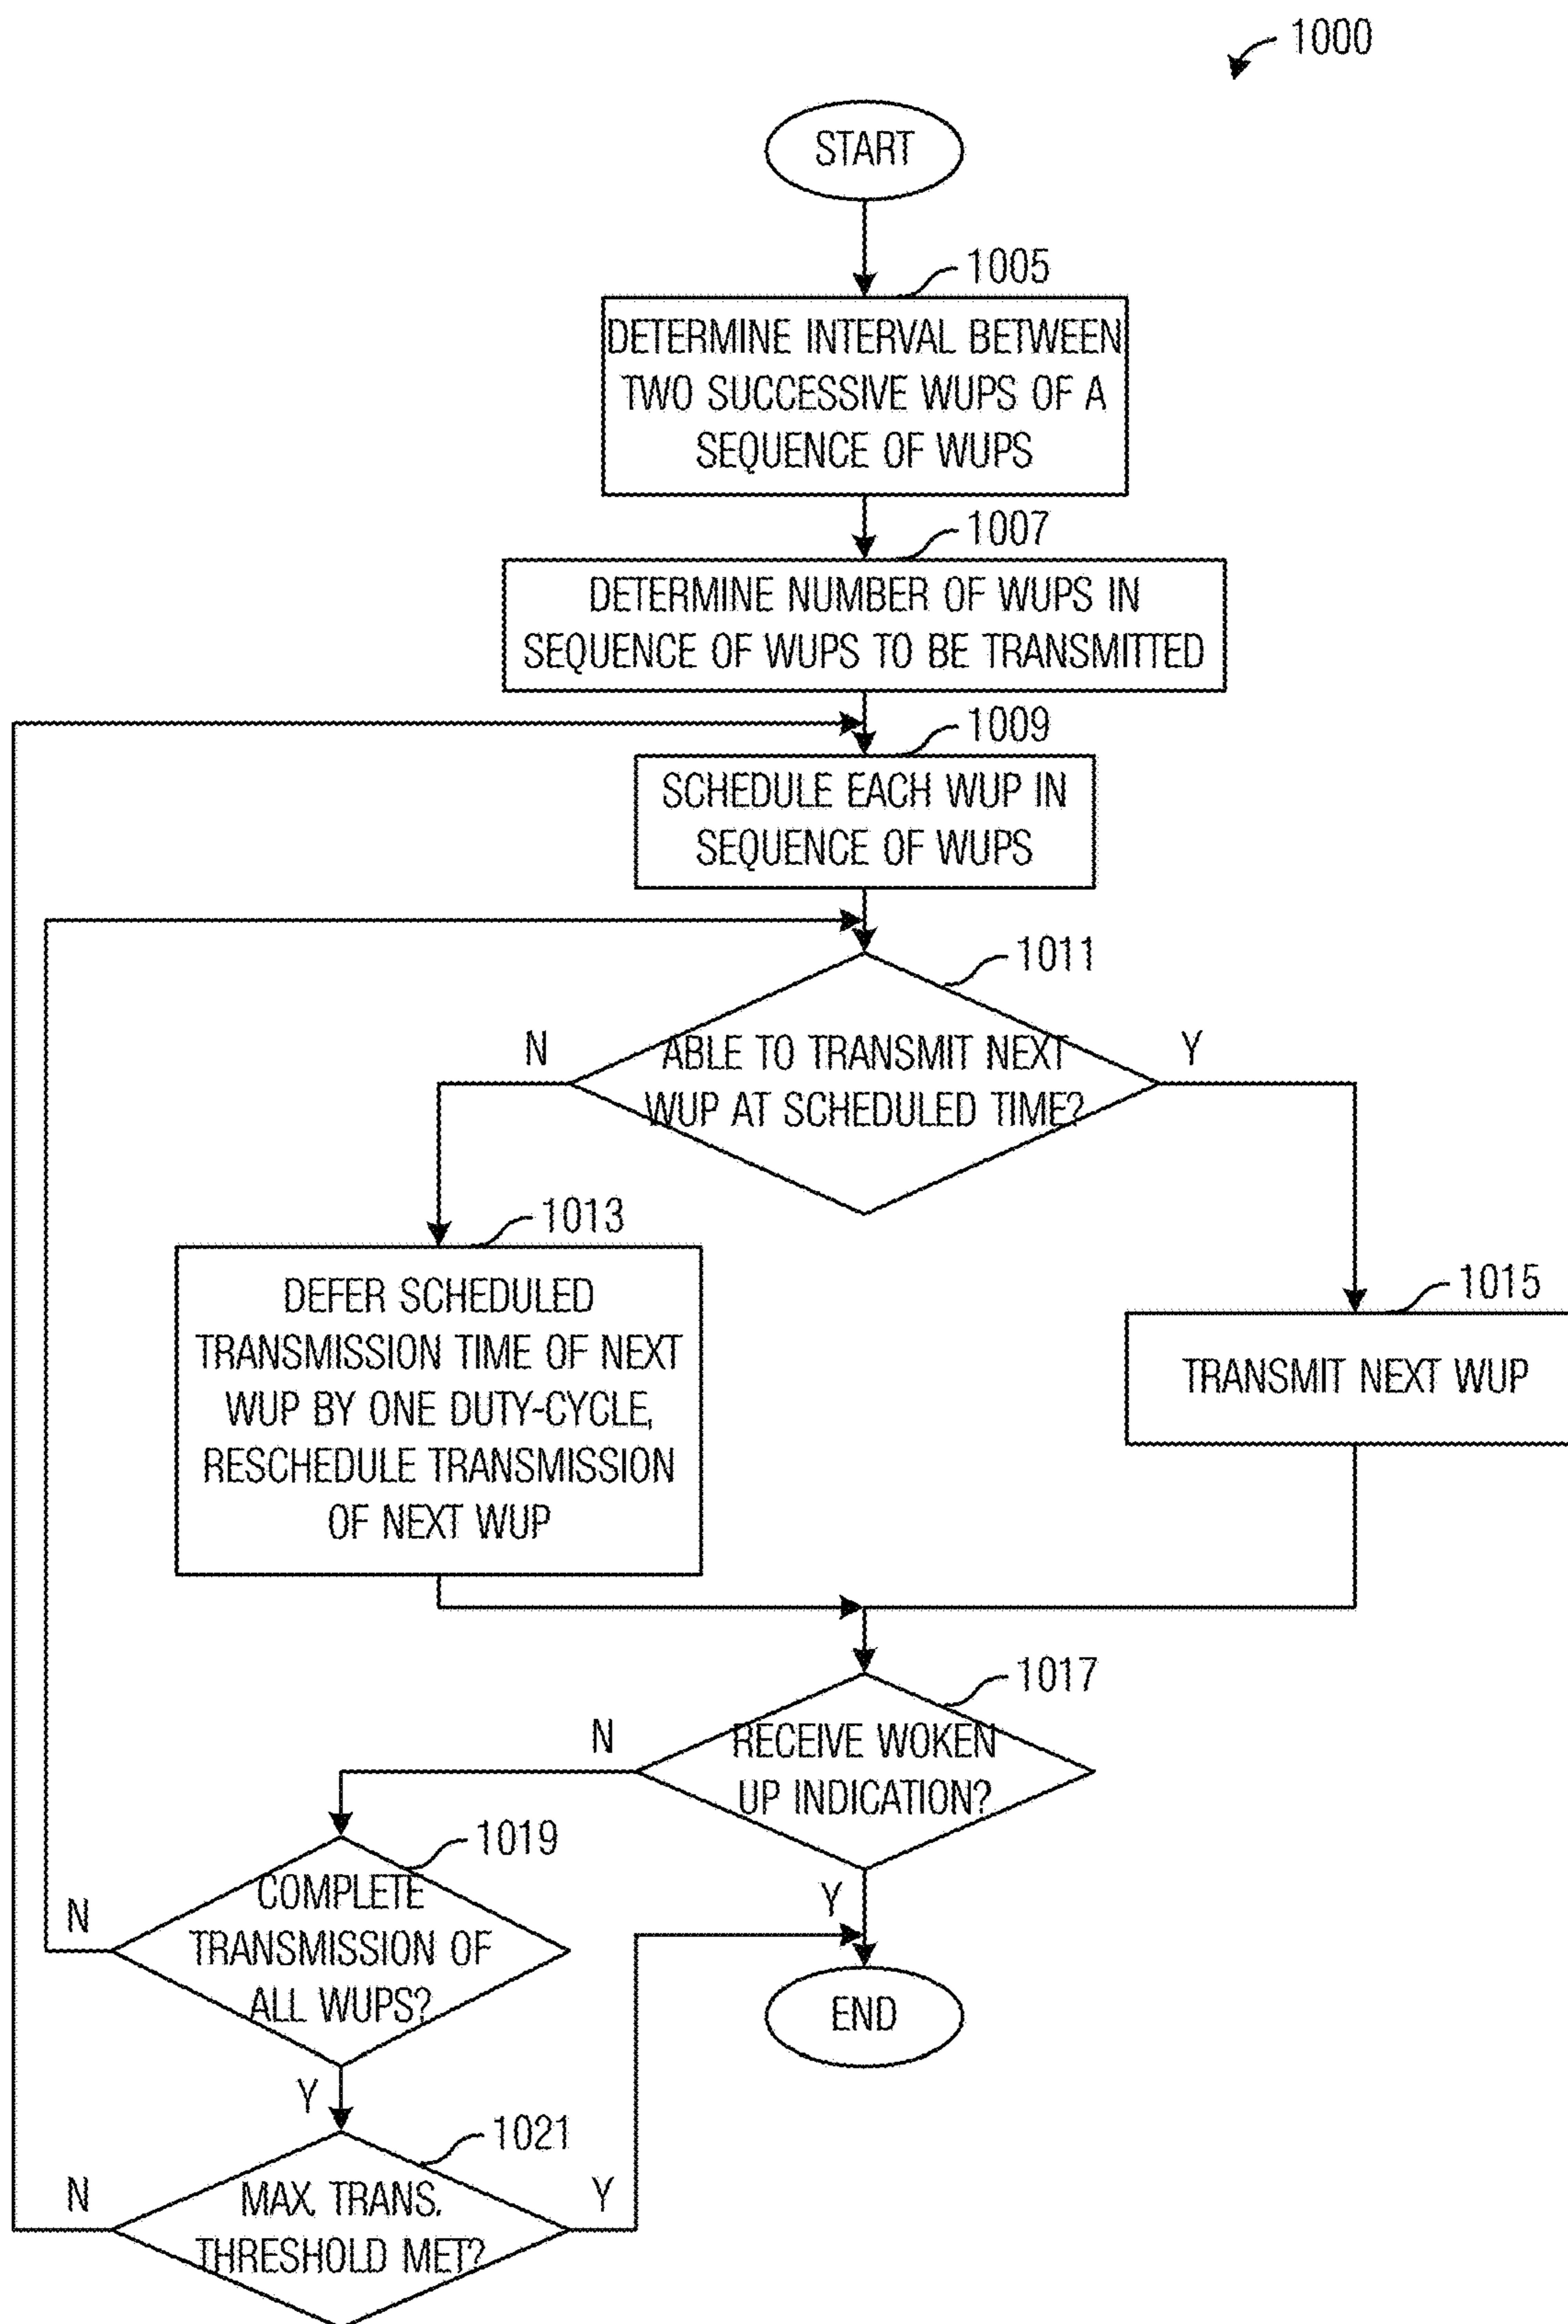 1000
START
1005
DETERMINE INTERVAL BETWEEN
TWO SUCCESSIVE WUPS OF A
SEQUENCE OF WUPS
1007
DETERMINE NUMBER OF WUPS IN
SEQUENCE OF WUPS TO BE TRANSMITTED
1009
SCHEDULE EACH WUP IN
SEQUENCE OF WUPS
1011
N
ABLE TO TRANSMIT NEXT
WUP AT SCHEDULED TIME?
Y
1013
DEFER SCHEDULED
TRANSMISSION TIME OF NEXT
WUP BY ONE DUTY-CYCLE,
RESCHEDULE TRANSMISSION
OF NEXT WUP
1015
TRANSMIT NEXT WUP
1017
N
RECEIVE WOKEN
UP INDICATION?
Y
1019
N
COMPLETE
TRANSMISSION OF
ALL WUPS?
Y
END
1021
N
MAX. TRANS.
THRESHOLD MET?
Y